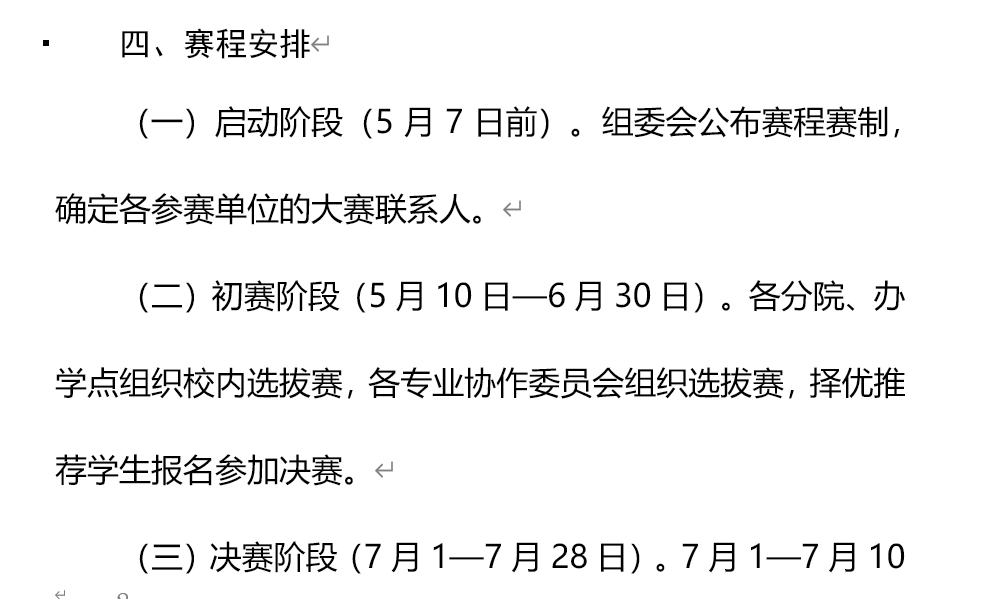 四、赛程安排
（一）启动阶段（5 月 7 日前）。组委会公布赛程赛制，
确定各参赛单位的大赛联系人。
（二）初赛阶段（5 月 10 日—6 月 30 日）。各分院、办
学点组织校内选拔赛，各专业协作委员会组织选拔赛，择优推
荐学生报名参加决赛。
（三）决赛阶段（7 月 1—7 月 28 日）。7 月 1—7 月 10